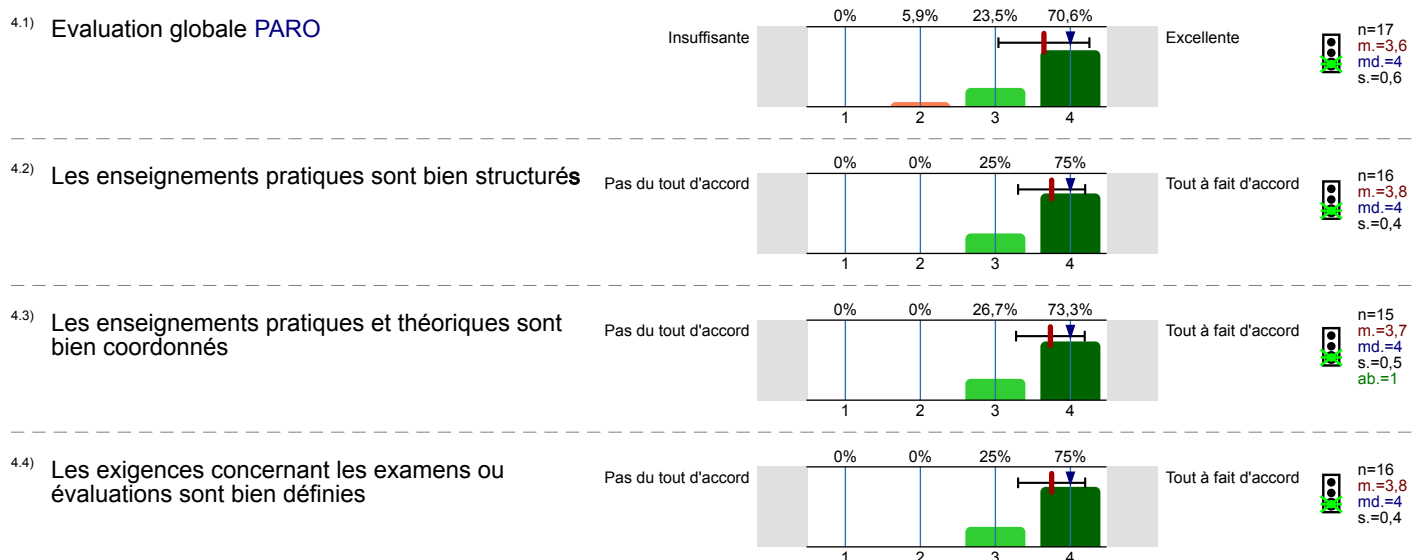 4.1) Evaluation globale PARO
Insuffisante
0% 5,9% 23,5% 70,6%
1 2 3 4
Excellente
n=17
m.=3,6
md.=4
s.=0,6
4.2) Les enseignements pratiques sont bien structurés
Pas du tout d'accord
0% 0% 25% 75%
1 2 3 4
Tout à fait d'accord
n=16
m.=3,8
md.=4
s.=0,4
4.3) Les enseignements pratiques et théoriques sont
bien coordonnés
Pas du tout d'accord
0% 0% 26,7% 73,3%
1 2 3 4
Tout à fait d'accord
n=15
m.=3,7
md.=4
s.=0,5
ab.=1
4.4) Les exigences concernant les examens ou
évaluations sont bien définies
Pas du tout d'accord
0% 0% 25% 75%
1 2 3 4
Tout à fait d'accord
n=16
m.=3,8
md.=4
s.=0,4